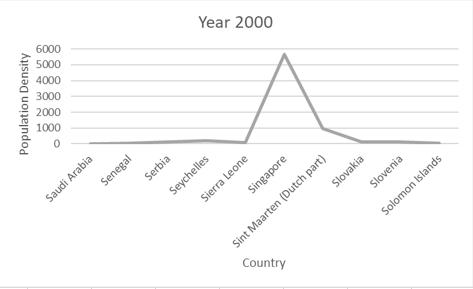 Year 2000
Population Density
6000
5000
4000
3000
2000
1000
0
Saudi Arabia
Senegal
Serbia
Seychelles
Sierra Leone
Singapore
Sint Maarten (Dutch part)
Slovakia
Slovenia
Solomon Islands
Country